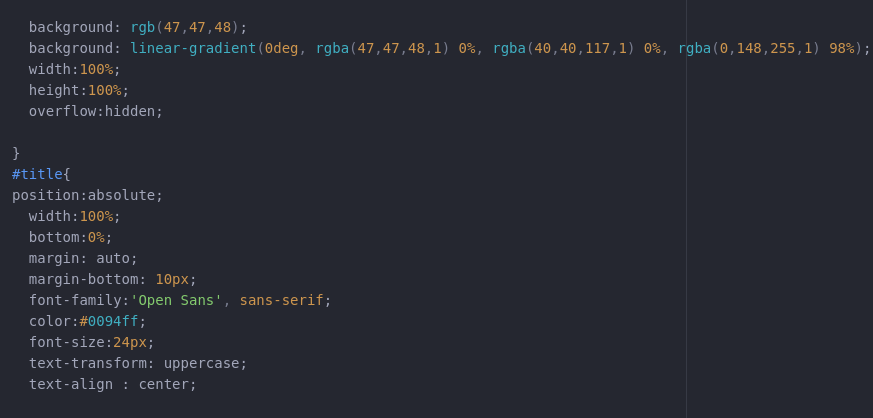 background: rgb(47,47,48);
background: linear-gradient(0deg, rgba(47,47,48,1) 0%, rgba(40,40,117,1) 0%, rgba(0,148,255,1) 98%);
width:100%;
height:100%;
overflow:hidden;
}
#title{
position:absolute;
width:100%;
bottom:0%;
margin: auto;
margin-bottom: 10px;
font-family:'Open Sans', sans-serif;
color:#0094ff;
font-size:24px;
text-transform: uppercase;
text-align : center;